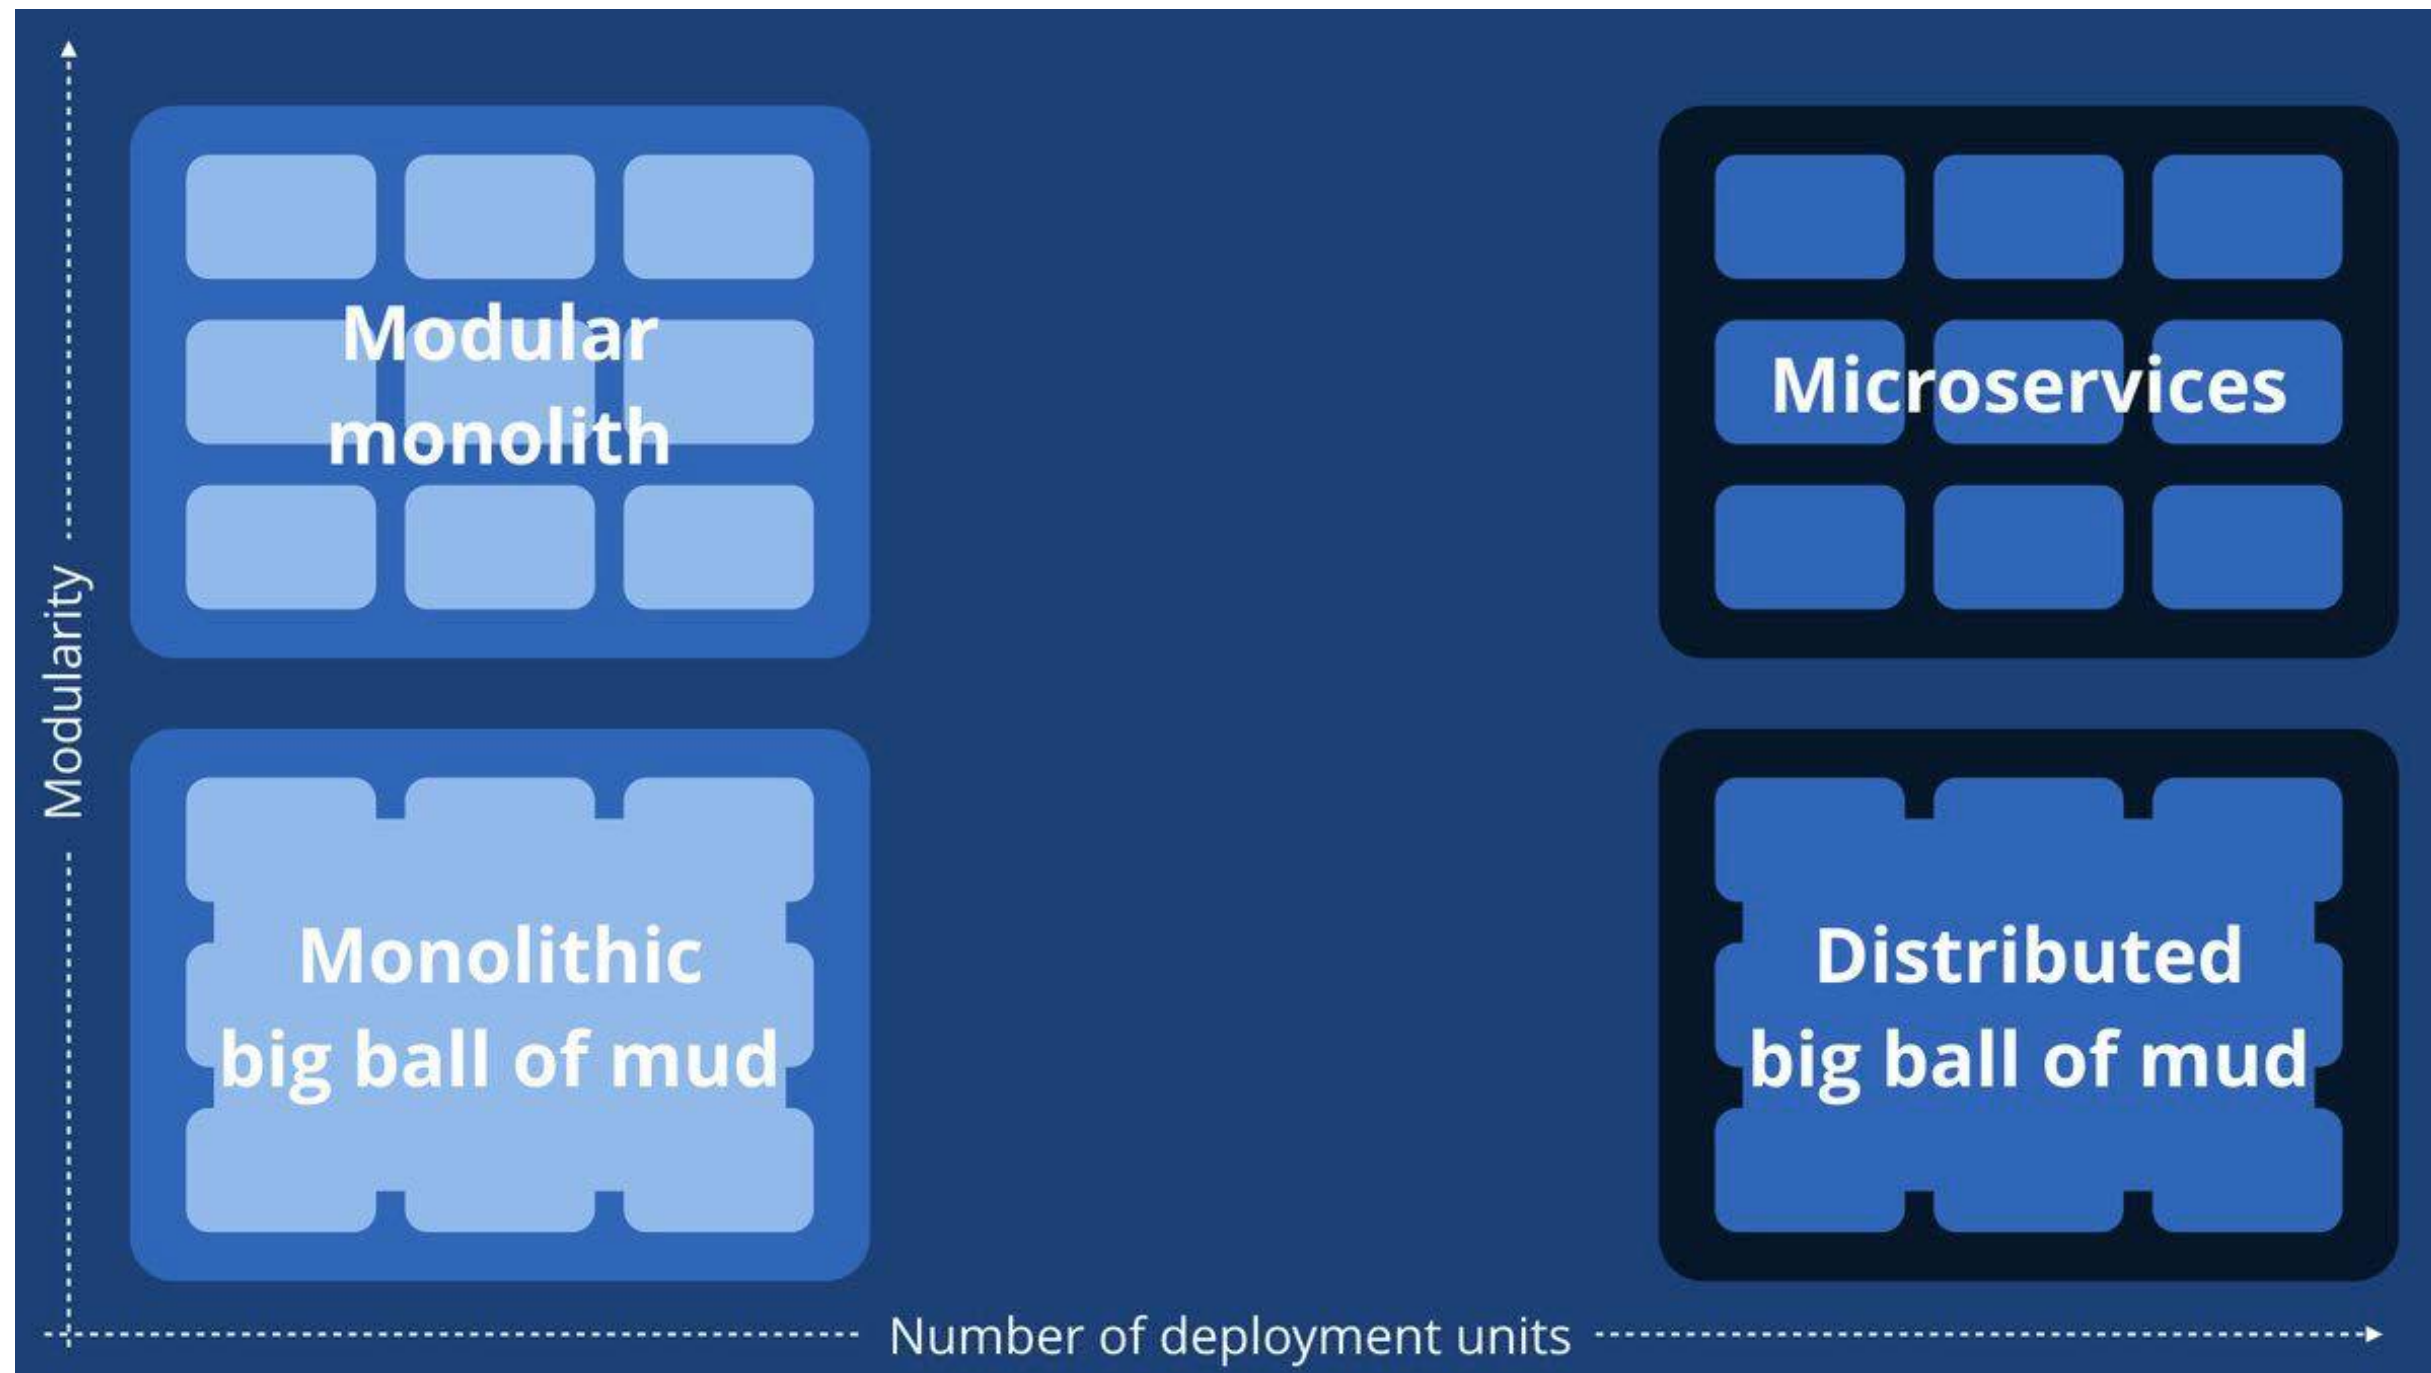 Modular
monolith
Microservices
Modularity
Monolithic
big ball of mud
Distributed
big ball of mud
Number of deployment units